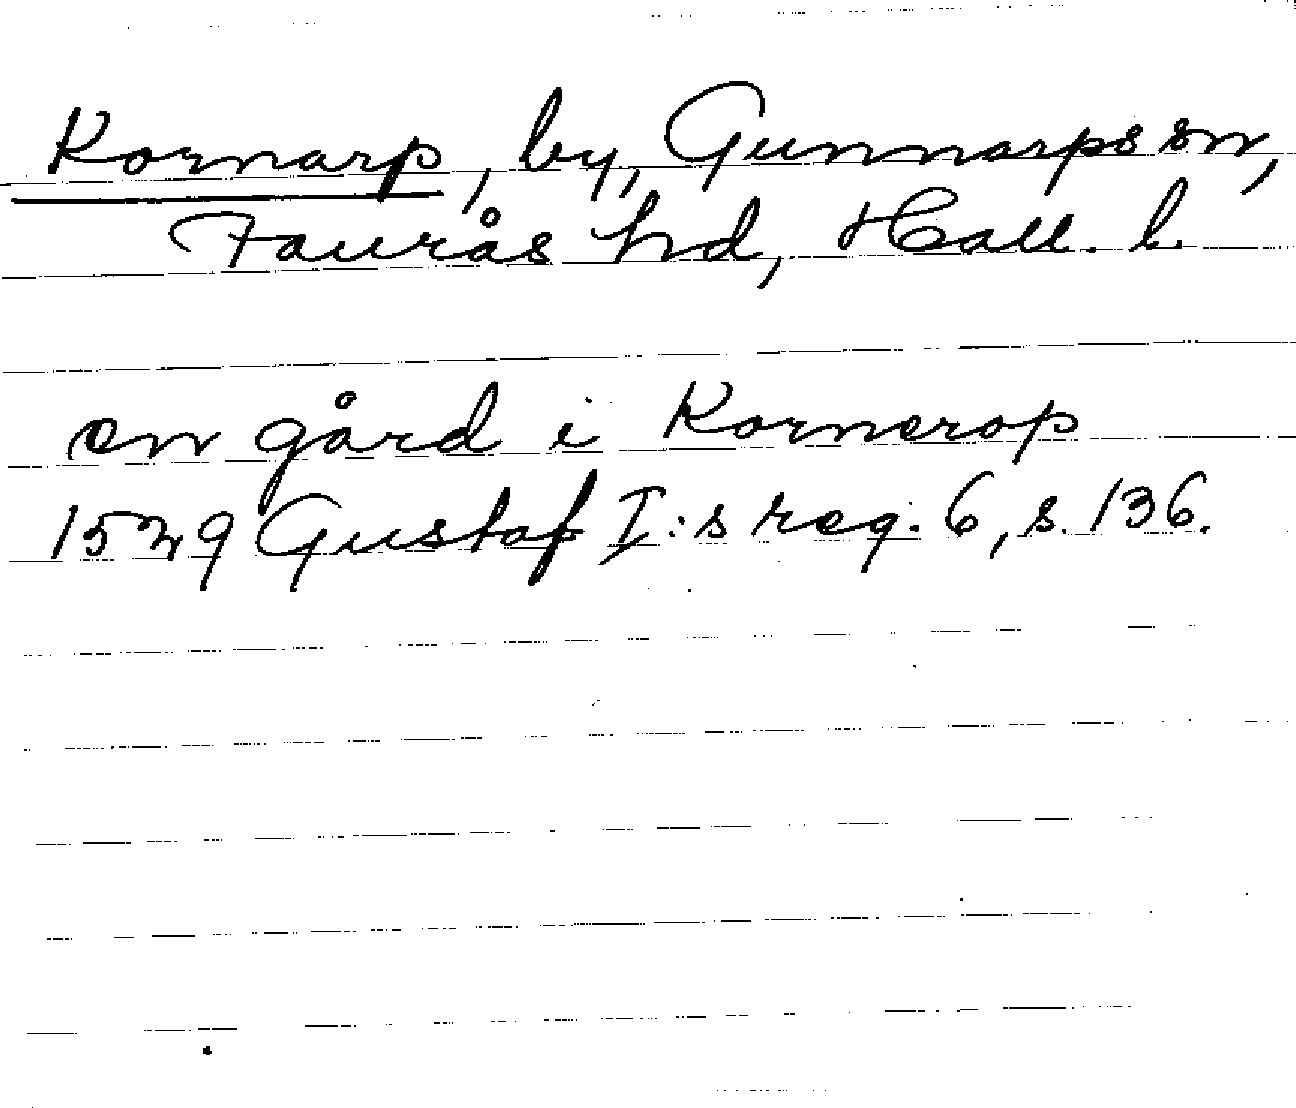 Kornarp, by, Gunnarps sn,
Faurås hd, Hall. l.
en gård i Kornerop
1529 Gustaf I:s reg. 6, s. 136.